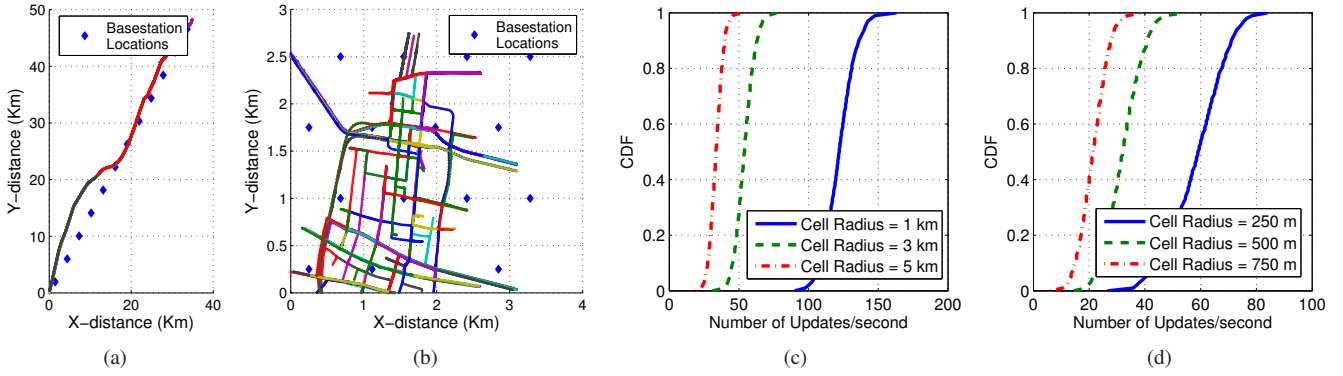 Basestation
Locations
50
40
30
20
10
0
0
20
40
Y-distance (Km)
X-distance (Km)
(a)
Basestation
Locations
3
2.5
2
1.5
1
0.5
0
0
1
2
3
4
Y-distance (Km)
X-distance (Km)
(b)
1
0.8
0.6
0.4
0.2
0
0
50
100
150
200
CDF
Cell Radius = 1 km
Cell Radius = 3 km
Cell Radius = 5 km
Number of Updates/second
(c)
1
0.8
0.6
0.4
0.2
0
0
20
40
60
80
100
CDF
Cell Radius = 250 m
Cell Radius = 500 m
Cell Radius = 750 m
Number of Updates/second
(d)